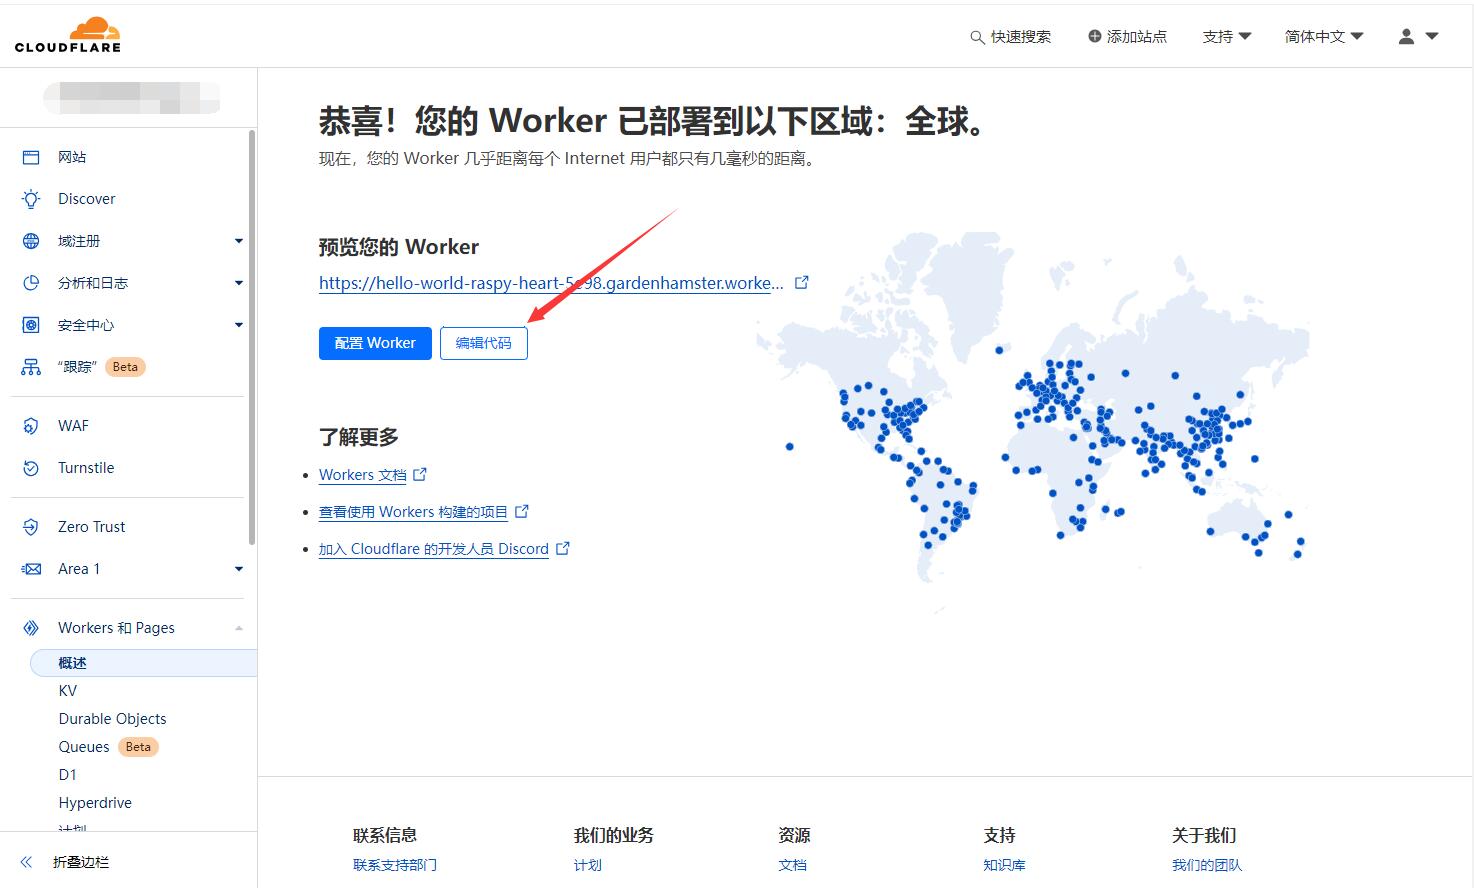 CLOUDFLARE
快速搜索
添加站点
支持
简体中文
网站
Discover
域注册
分析和日志
安全中心
“跟踪” Beta
WAF
Turnstile
Zero Trust
Area 1
Workers 和 Pages
概述
KV
Durable Objects
Queues Beta
D1
Hyperdrive
计划
折叠边栏
恭喜！您的 Worker 已部署到以下区域：全球。
现在，您的 Worker 几乎距离每个 Internet 用户都只有几毫秒的距离。
预览您的 Worker
https://hello-world-raspy-heart-5c98.gardenhamster.worke...
配置 Worker
编辑代码
了解更多
Workers 文档
查看使用 Workers 构建的项目
加入 Cloudflare 的开发人员 Discord
联系信息
联系支持部门
我们的业务
计划
资源
文档
支持
知识库
关于我们
我们的团队